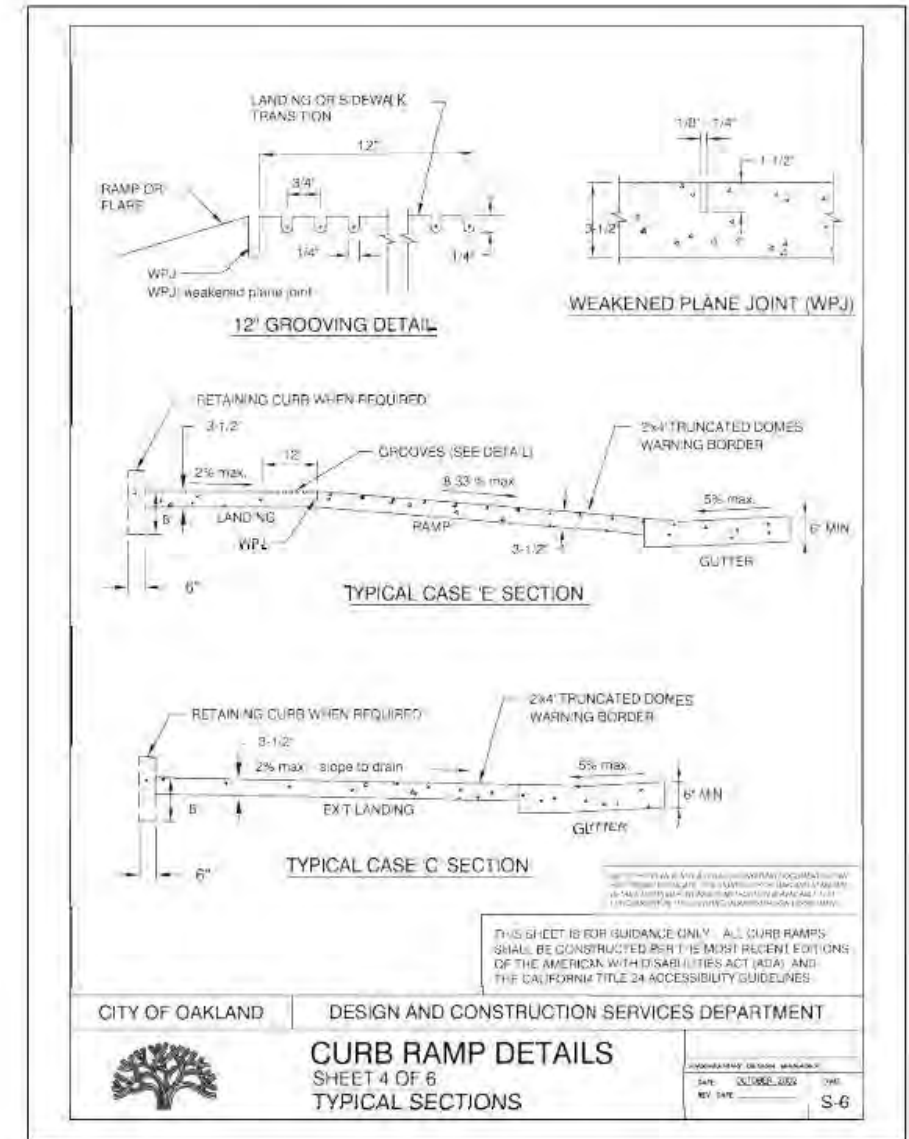 LANDING OR SIDEWALK
TRANSITION
12"
3/4"
RAMP OR
FLARE
1/4"
1/4"
WPJ
WPJ: weakened plane joint
12" GROOVING DETAIL
1/8" - 1/4"
1-1/2"
3-1/2"
WEAKENED PLANE JOINT (WPJ)
RETAINING CURB WHEN REQUIRED
3-1/2"
12"
GROOVES (SEE DETAIL)
2'x4' TRUNCATED DOMES
WARNING BORDER
2% max.
8.33 % max
5% max.
8"
LANDING
RAMP
6" MIN
WPJ
3-1/2"
GUTTER
6"
TYPICAL CASE 'E' SECTION
RETAINING CURB WHEN REQUIRED
2'x4' TRUNCATED DOMES
WARNING BORDER
3-1/2"
2% max slope to drain
5% max.
8"
EXIT LANDING
6" MIN
GUTTER
6"
TYPICAL CASE 'C' SECTION
THIS SHEET IS FOR GUIDANCE ONLY. ALL CURB RAMPS
SHALL BE CONSTRUCTED PER THE MOST RECENT EDITIONS
OF THE AMERICAN WITH DISABILITIES ACT (ADA) AND
THE CALIFORNIA TITLE 24 ACCESSIBILITY GUIDELINES
CITY OF OAKLAND
DESIGN AND CONSTRUCTION SERVICES DEPARTMENT
CURB RAMP DETAILS
SHEET 4 OF 6
TYPICAL SECTIONS
DESIGN MANAGER
DATE OCTOBER 2002
REV. DATE
S-6